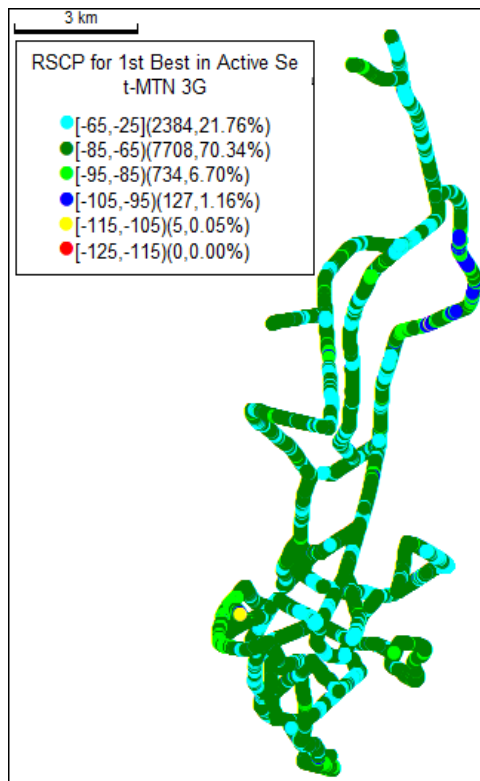 3 km
RSCP for 1st Best in Active Se
t-MTN 3G
[-65,-25](2384,21.76%)
[-85,-65)(7708,70.34%)
[-95,-85)(734,6.70%)
[-105,-95)(127,1.16%)
[-115,-105)(5,0.05%)
[-125,-115)(0,0.00%)